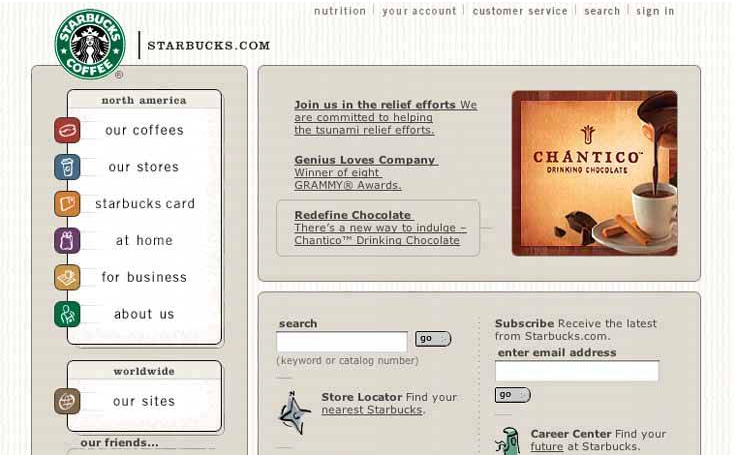 nutrition | your account | customer service | search | sign in
STARBUCKS COFFEE ®
STARBUCKS.COM
north america
our coffees
our stores
starbucks card
at home
for business
about us
worldwide
our sites
our friends...
Join us in the relief efforts We
are committed to helping
the tsunami relief efforts.
Genius Loves Company
Winner of eight
GRAMMY® Awards.
Redefine Chocolate
There's a new way to indulge –
Chantico™ Drinking Chocolate
CHÁNTICO™
DRINKING CHOCOLATE
search
go
(keyword or catalog number)
Store Locator Find your
nearest Starbucks.
Subscribe Receive the latest
from Starbucks.com.
enter email address
go
Career Center Find your
future at Starbucks.